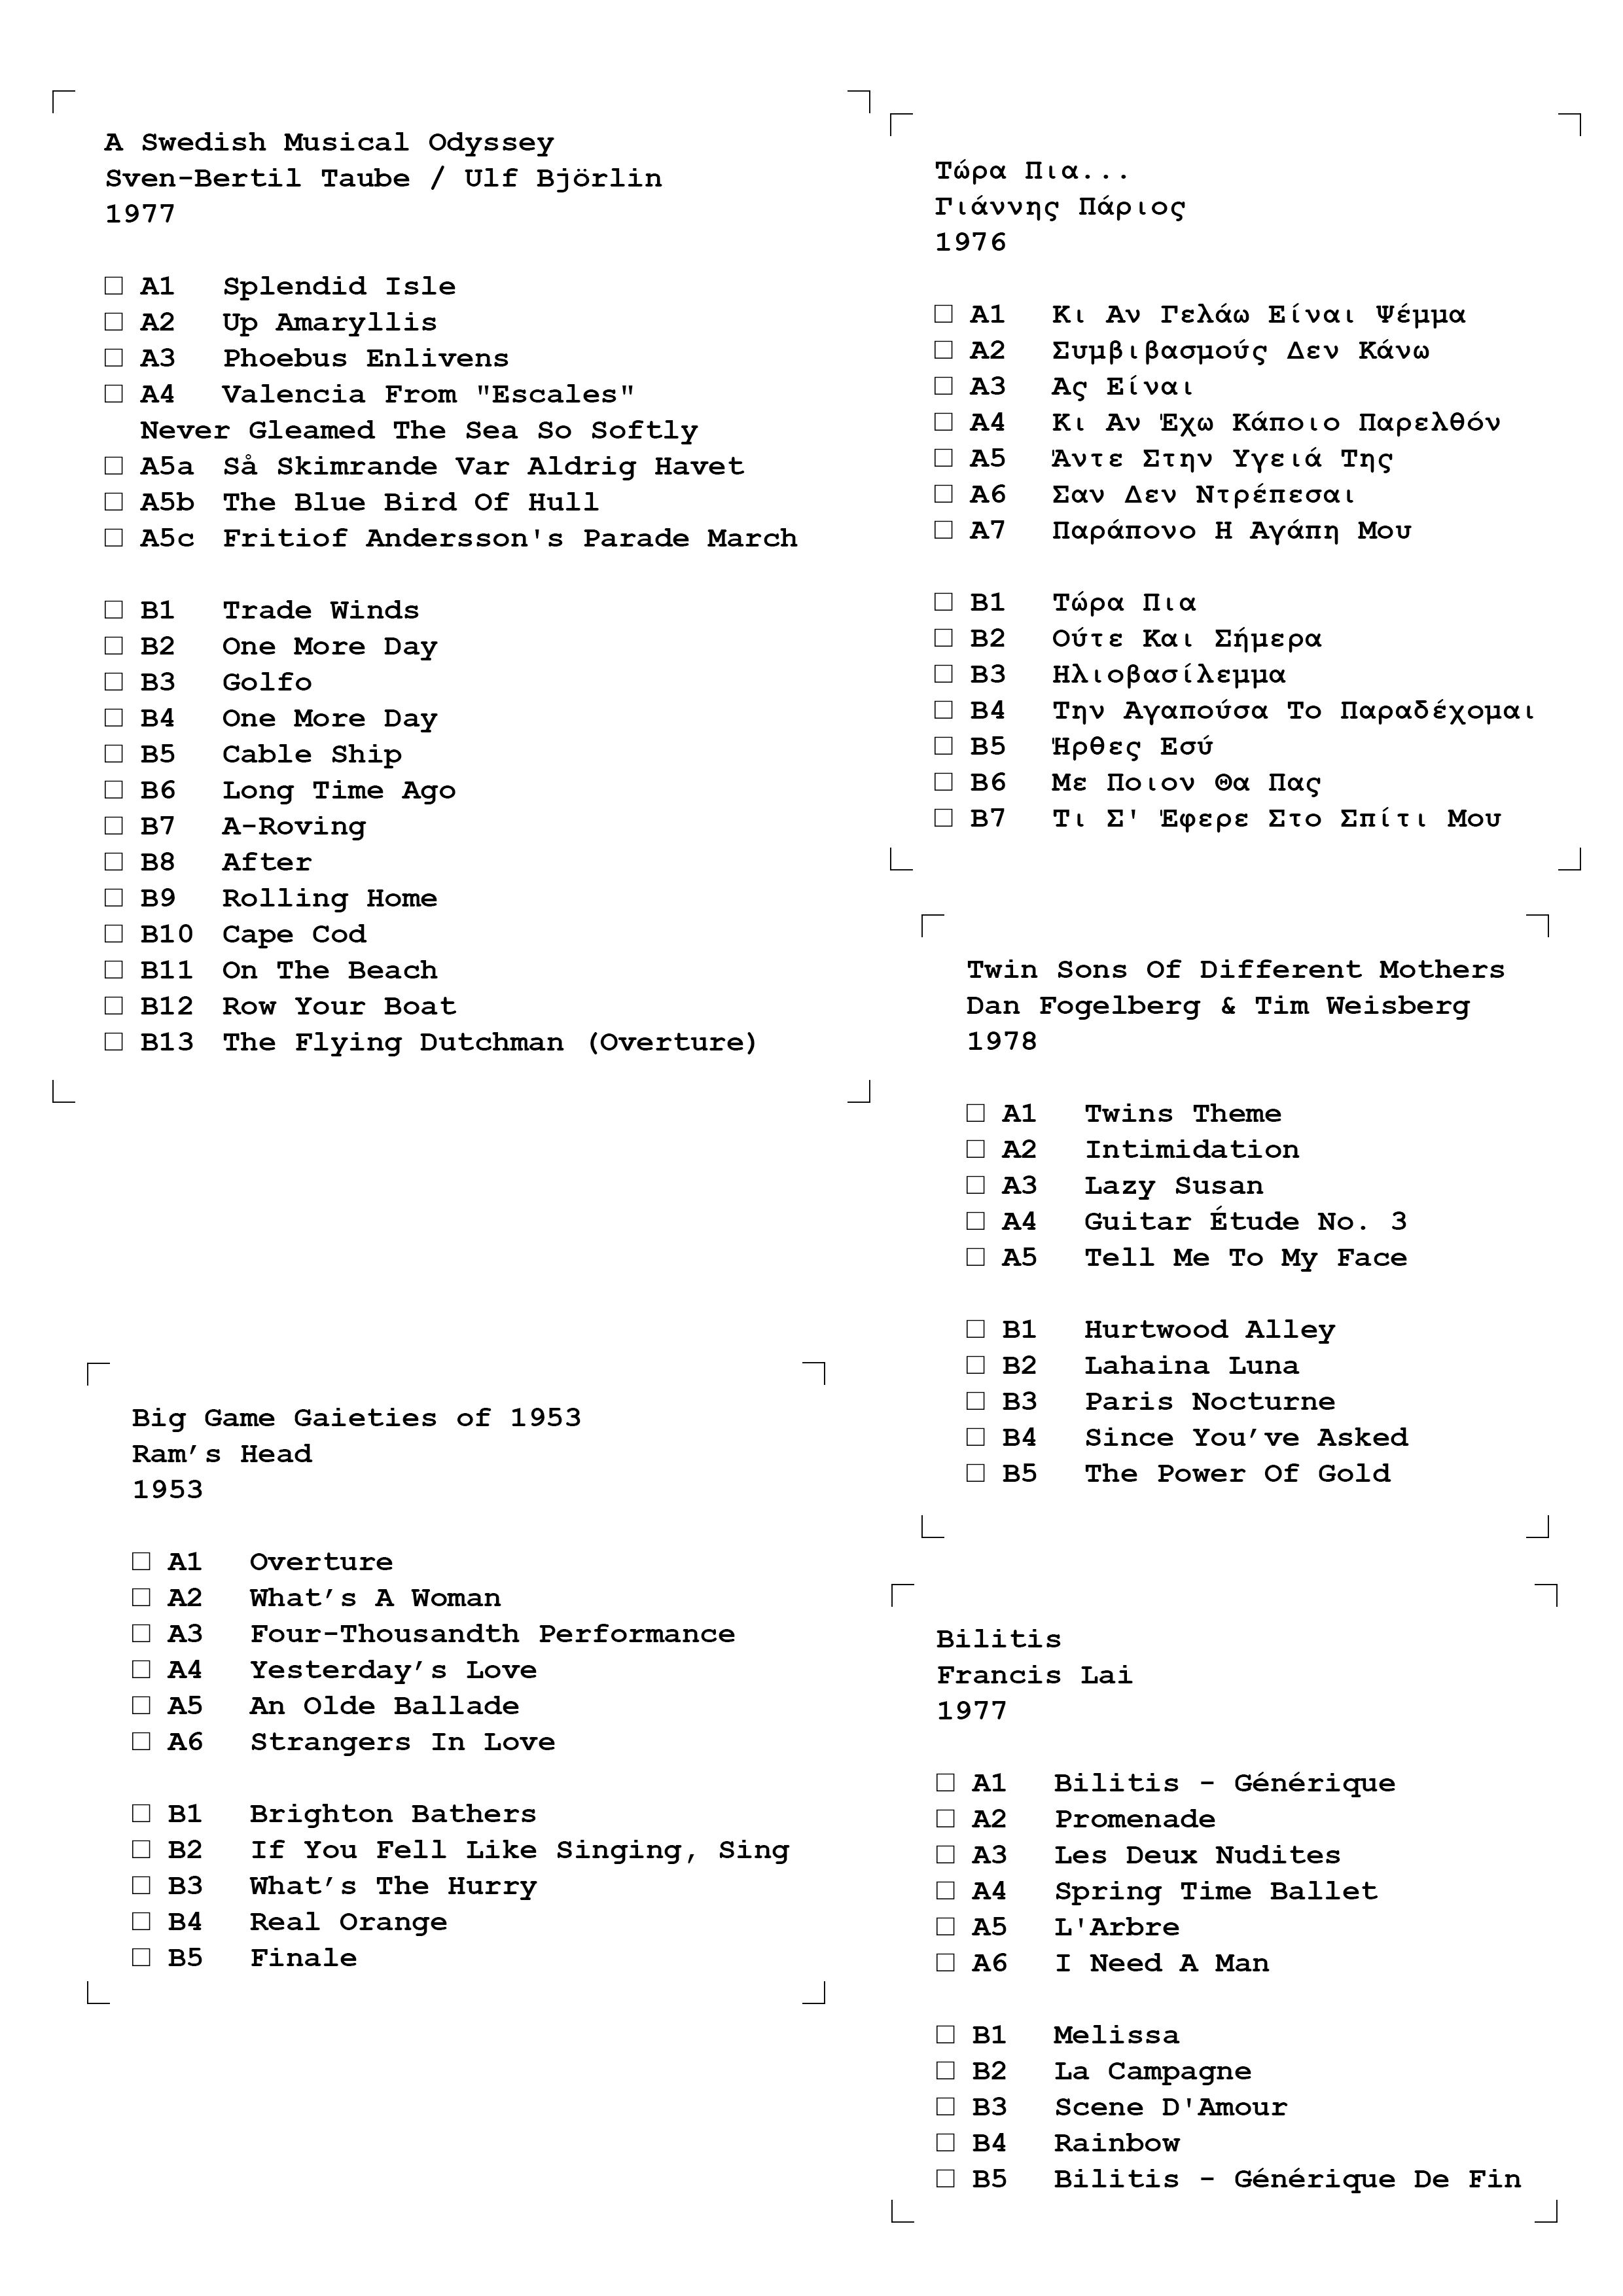 A Swedish Musical Odyssey
Sven-Bertil Taube / Ulf Björlin
1977
□ A1 Splendid Isle
□ A2 Up Amaryllis
□ A3 Phoebus Enlivens
□ A4 Valencia From "Escales"
Never Gleamed The Sea So Softly
□ A5a Så Skimrande Var Aldrig Havet
□ A5b The Blue Bird Of Hull
□ A5c Fritiof Andersson's Parade March
□ B1 Trade Winds
□ B2 One More Day
□ B3 Golfo
□ B4 One More Day
□ B5 Cable Ship
□ B6 Long Time Ago
□ B7 A-Roving
□ B8 After
□ B9 Rolling Home
□ B10 Cape Cod
□ B11 On The Beach
□ B12 Row Your Boat
□ B13 The Flying Dutchman (Overture)
Τώρα Πια...
Γιάννης Πάριος
1976
□ A1 Κι Αν Γελάω Είναι Ψέμμα
□ A2 Συμβιβασμούς Δεν Κάνω
□ A3 Ας Είναι
□ A4 Κι Αν Έχω Κάποιο Παρελθόν
□ A5 Άντε Στην Υγειά Της
□ A6 Σαν Δεν Ντρέπεσαι
□ A7 Παράπονο Η Αγάπη Μου
□ B1 Τώρα Πια
□ B2 Ούτε Και Σήμερα
□ B3 Ηλιοβασίλεμμα
□ B4 Την Αγαπούσα Το Παραδέχομαι
□ B5 Ήρθες Εσύ
□ B6 Με Ποιον Θα Πας
□ B7 Τι Σ' Έφερε Στο Σπίτι Μου
Twin Sons Of Different Mothers
Dan Fogelberg & Tim Weisberg
1978
□ A1 Twins Theme
□ A2 Intimidation
□ A3 Lazy Susan
□ A4 Guitar Étude No. 3
□ A5 Tell Me To My Face
□ B1 Hurtwood Alley
□ B2 Lahaina Luna
□ B3 Paris Nocturne
□ B4 Since You’ve Asked
□ B5 The Power Of Gold
Big Game Gaieties of 1953
Ram’s Head
1953
□ A1 Overture
□ A2 What’s A Woman
□ A3 Four-Thousandth Performance
□ A4 Yesterday’s Love
□ A5 An Olde Ballade
□ A6 Strangers In Love
□ B1 Brighton Bathers
□ B2 If You Fell Like Singing, Sing
□ B3 What’s The Hurry
□ B4 Real Orange
□ B5 Finale
Bilitis
Francis Lai
1977
□ A1 Bilitis - Générique
□ A2 Promenade
□ A3 Les Deux Nudites
□ A4 Spring Time Ballet
□ A5 L'Arbre
□ A6 I Need A Man
□ B1 Melissa
□ B2 La Campagne
□ B3 Scene D'Amour
□ B4 Rainbow
□ B5 Bilitis - Générique De Fin